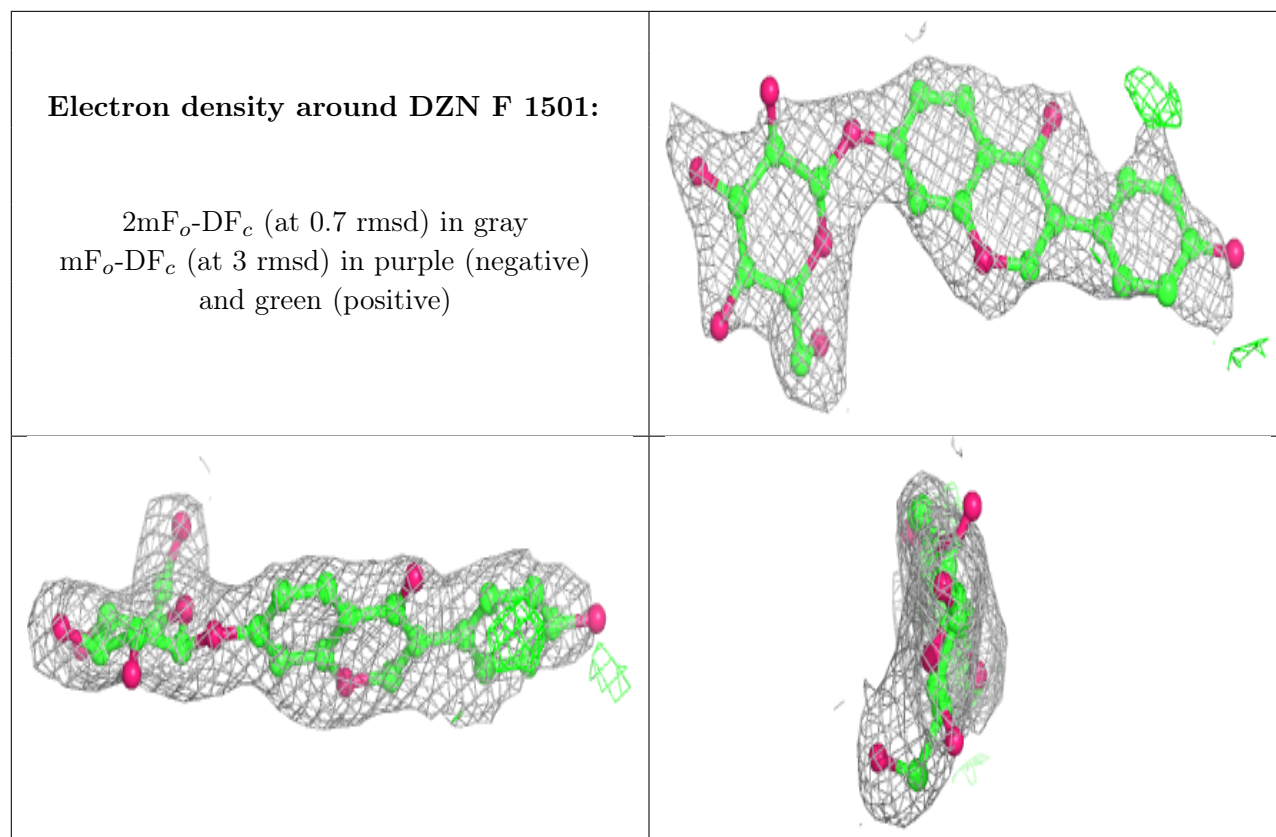 Electron density around DZN F 1501:
2mFo-DFc (at 0.7 rmsd) in gray
mFo-DFc (at 3 rmsd) in purple (negative)
and green (positive)